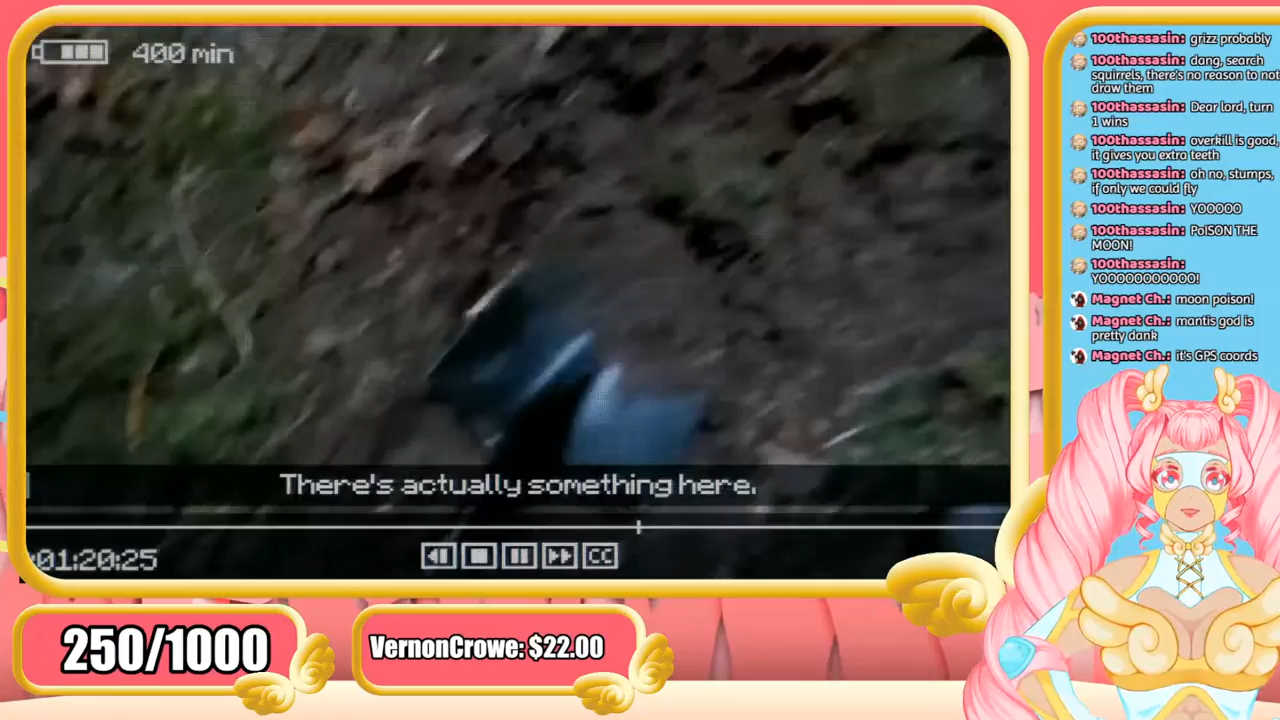 400 min
There's actually something here.
:01:20:25
CC
250/1000
VernonCrowe: $22.00
100thassasin: grizz probably
100thassasin: dang, search
squirrels, there's no reason to not
draw them
100thassasin: Dear lord, turn
1 wins
100thassasin: overkill is good,
it gives you extra teeth
100thassasin: oh no, stumps,
if only we could fly
100thassasin: YOOOOO
100thassasin: PoISON THE
MOON!
100thassasin:
YOOOOOOOOOOO!
Magnet Ch.: moon poison!
Magnet Ch.: mantis god is
pretty dank
Magnet Ch.: it's GPS coords